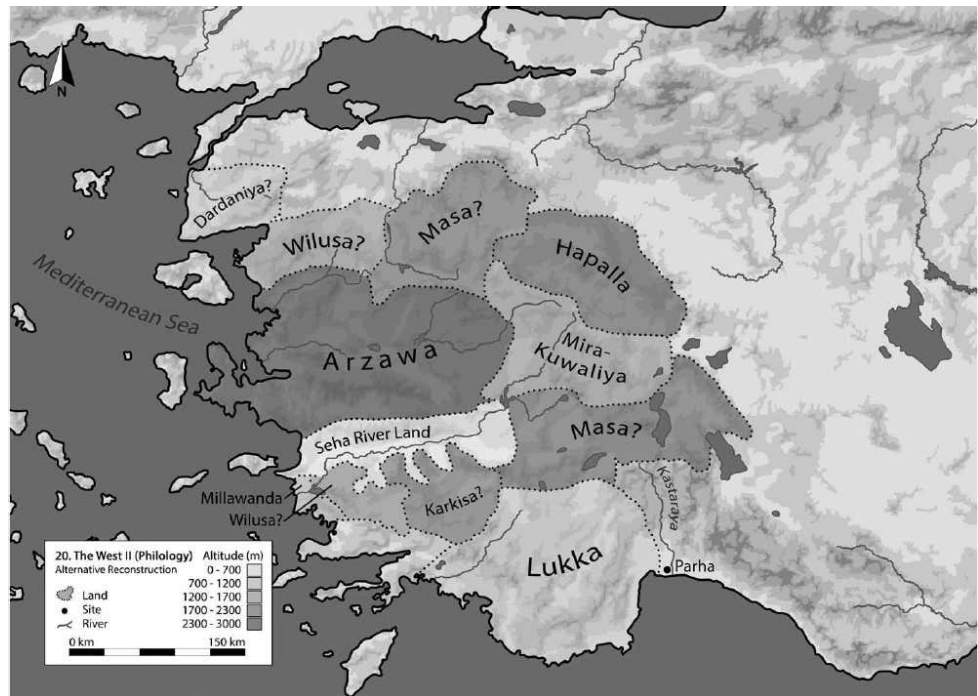 N
Dardaniya?
Wilusa?
Masa?
Hapalla
Mediterranean Sea
Arzawa
Mira-
Kuwaliya
Seha River Land
Masa?
Millawanda
Wilusa?
Karkisa?
Kastaraya
Lukka
Parha
20. The West II (Philology)
Alternative Reconstruction
Land
Site
River
0 km 150 km
Altitude (m)
0 - 700
700 - 1200
1200 - 1700
1700 - 2300
2300 - 3000